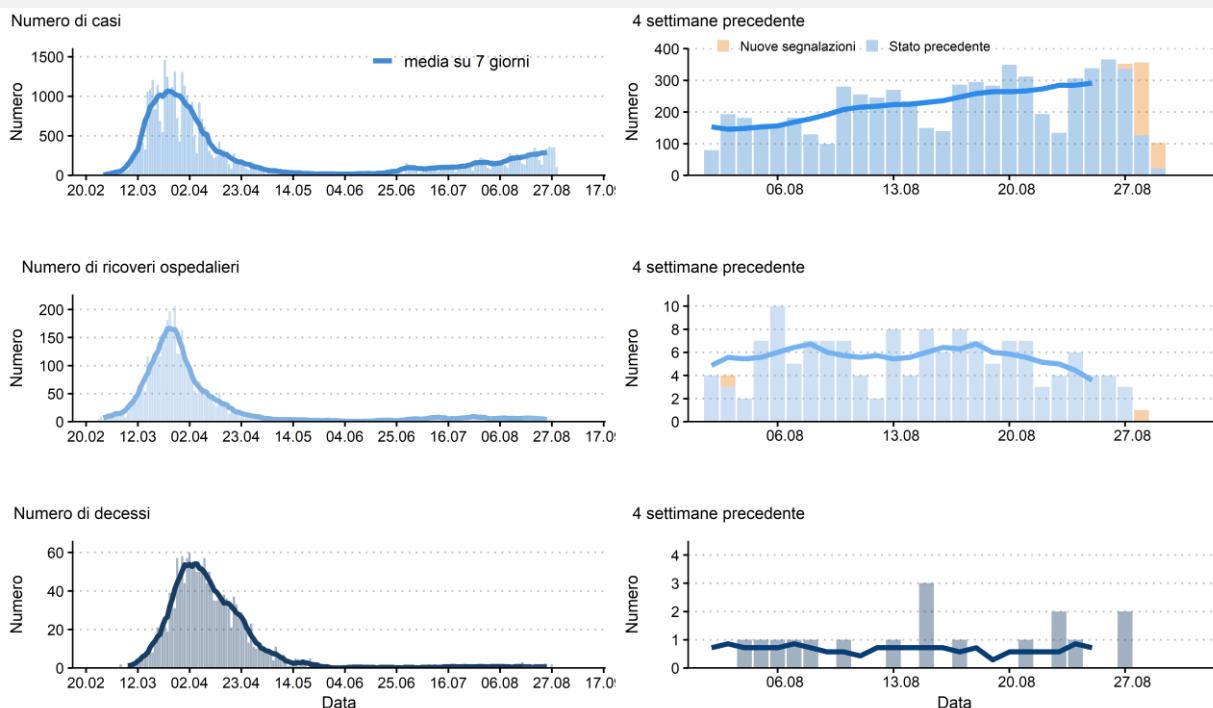 Numero di casi
1500
1000
500
0
Numero
media su 7 giorni
20.02 12.03 02.04 23.04 14.05 04.06 25.06 16.07 06.08 27.08 17.0
4 settimane precedente
Nuove segnalazioni Stato precedente
400
300
200
100
0
Numero
06.08 13.08 20.08 27.08
Numero di ricoveri ospedalieri
200
150
100
50
0
Numero
20.02 12.03 02.04 23.04 14.05 04.06 25.06 16.07 06.08 27.08 17.0
4 settimane precedente
10
8
6
4
2
0
Numero
06.08 13.08 20.08 27.08
Numero di decessi
60
40
20
0
Numero
20.02 12.03 02.04 23.04 14.05 04.06 25.06 16.07 06.08 27.08 17.0
Data
4 settimane precedente
4
3
2
1
0
Numero
06.08 13.08 20.08 27.08
Data